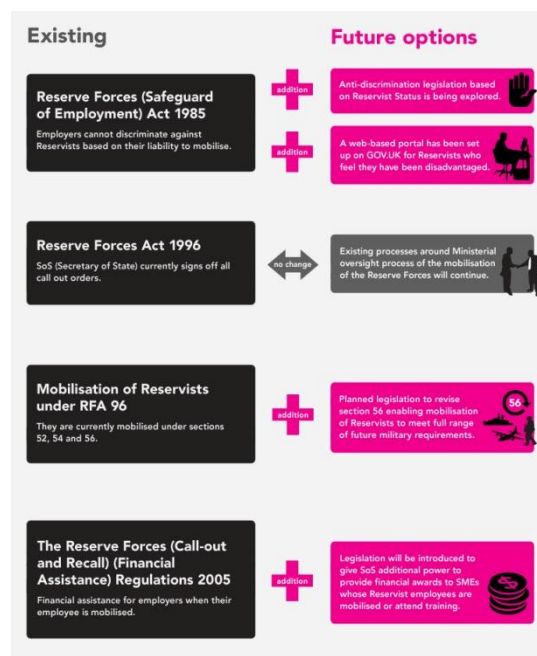 Existing
Future options
Reserve Forces (Safeguard
of Employment) Act 1985
Employers cannot discriminate against
Reservists based on their liability to mobilise.
addition
Anti-discrimination legislation based
on Reservist Status is being explored.
addition
A web-based portal has been set
up on GOV.UK for Reservists who
feel they have been disadvantaged.
Reserve Forces Act 1996
SoS (Secretary of State) currently signs off all
call out orders.
no change
Existing processes around Ministerial
oversight process of the mobilisation
of the Reserve Forces will continue.
Mobilisation of Reservists
under RFA 96
They are currently mobilised under sections
52, 54 and 56.
addition
Planned legislation to revise
section 56 enabling mobilisation
of Reservists to meet full range
of future military requirements.
56
The Reserve Forces (Call-out
and Recall) (Financial
Assistance) Regulations 2005
Financial assistance for employers when their
employee is mobilised.
addition
Legislation will be introduced to
give SoS additional power to
provide financial awards to SMEs
whose Reservist employees are
mobilised or attend training.